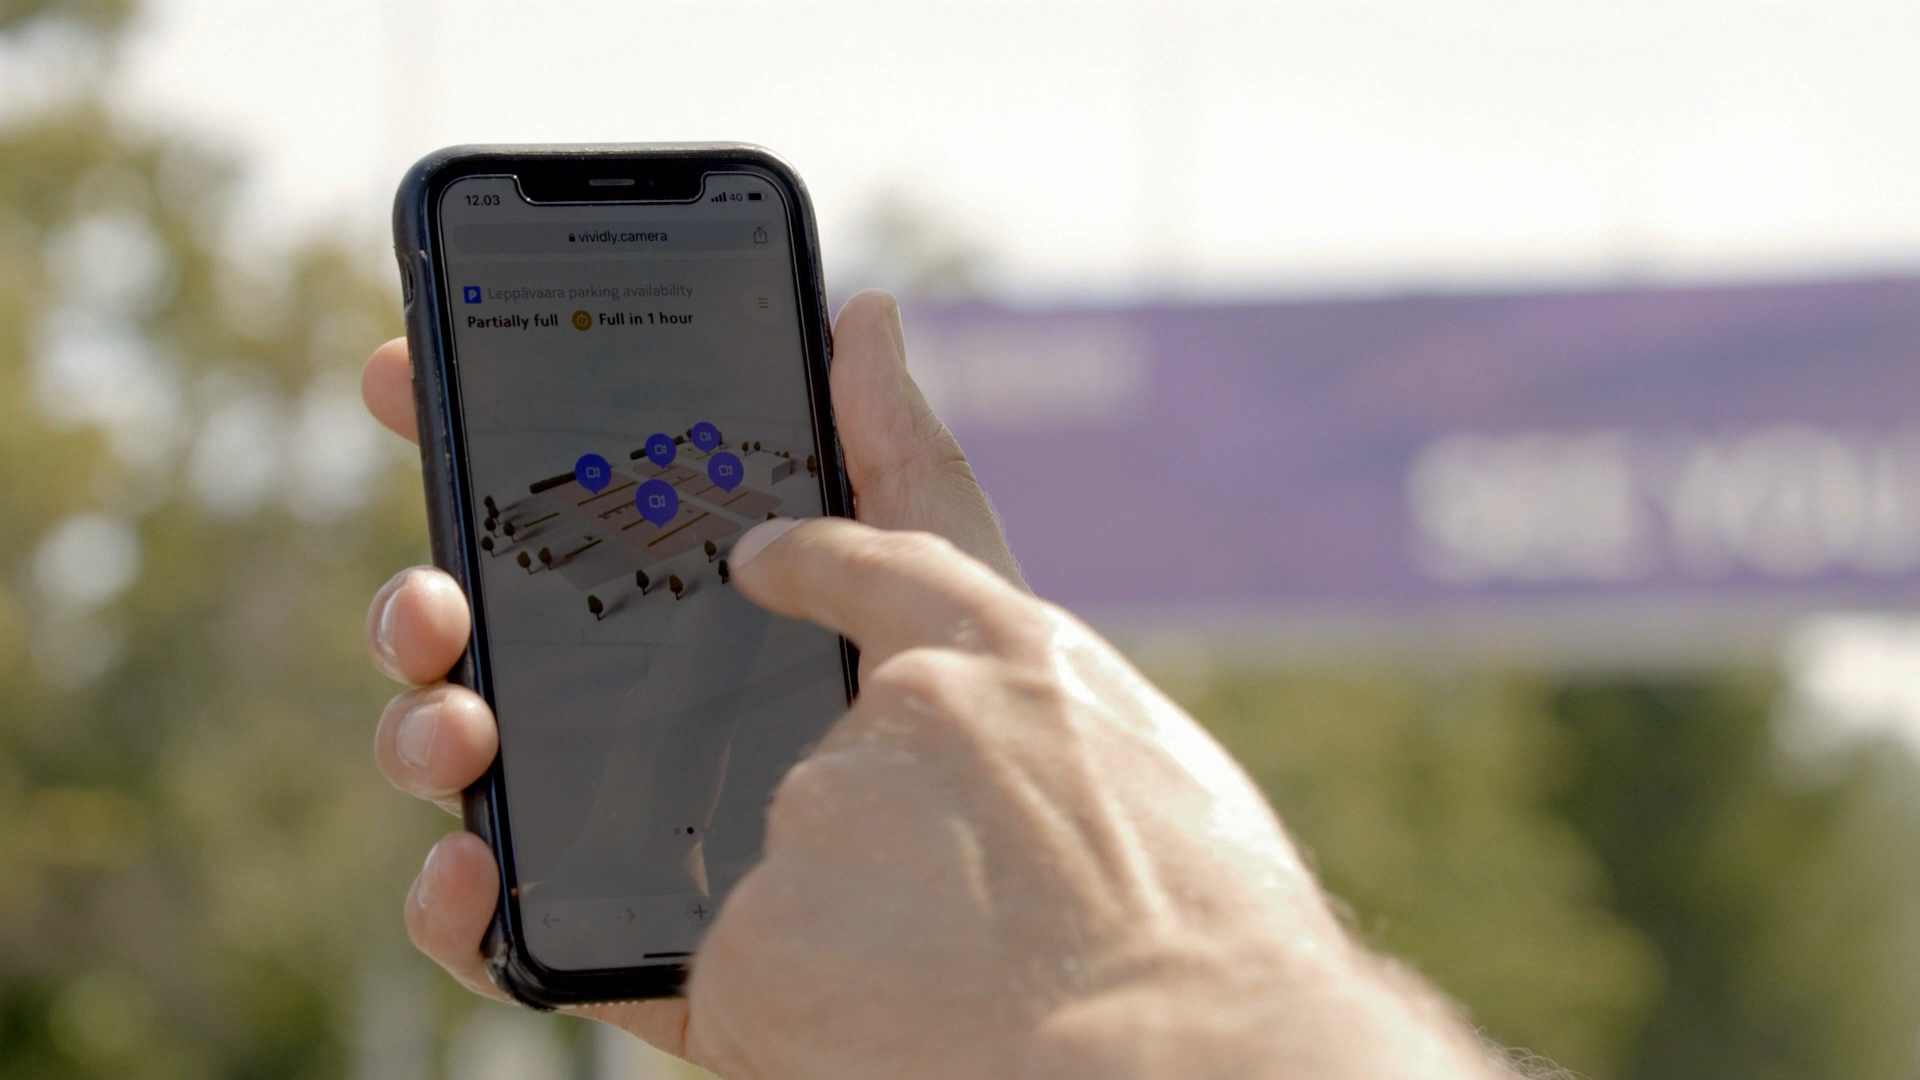 12.03 4G
vividly.camera
P Leppävaara parking availability
Partially full Full in 1 hour